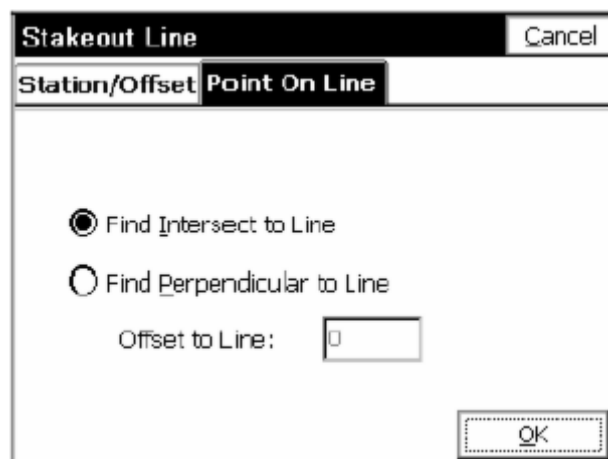 Stakeout Line Cancel
Station/Offset Point On Line
Find Intersect to Line
Find Perpendicular to Line
Offset to Line: 0
OK